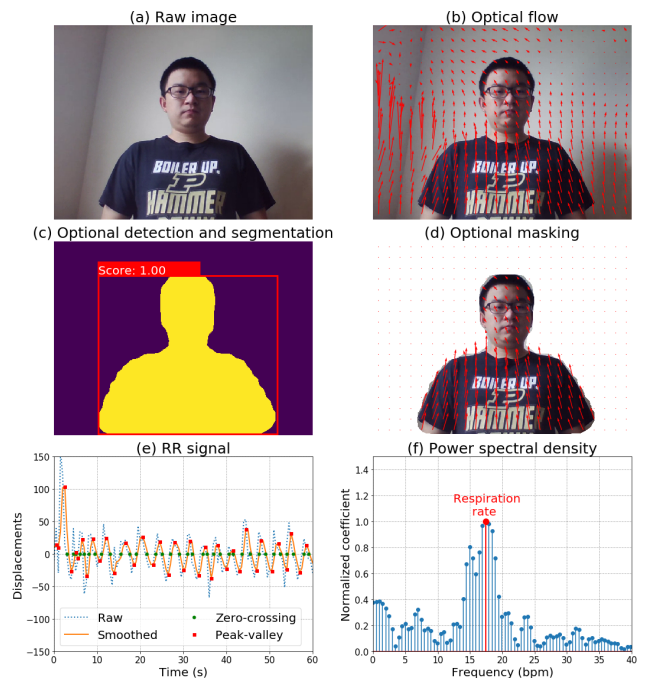 (a) Raw image
(b) Optical flow
BOILER UP.
P
HAMMER
BOILER UP.
P
HAMMER
(c) Optional detection and segmentation
(d) Optional masking
Score: 1.00
BOILER UP.
P
HAMMER
(e) RR signal
(f) Power spectral density
150
100
50
0
−50
−100
−150
Displacements
Raw
Smoothed
Zero-crossing
Peak-valley
0 10 20 30 40 50 60
Time (s)
1.4
1.2
1.0
0.8
0.6
0.4
0.2
0.0
Normalized coefficient
Respiration
rate
0 5 10 15 20 25 30 35 40
Frequency (bpm)